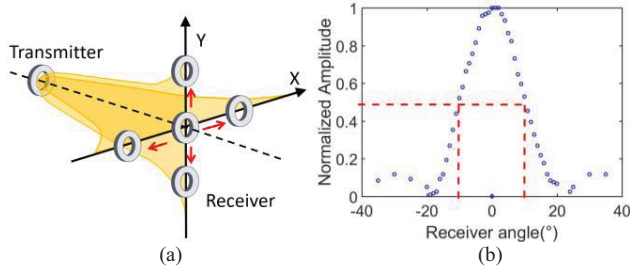 Transmitter
Y
X
Receiver
(a)
Normalized Amplitude
1
0.8
0.6
0.4
0.2
0
-40 -20 0 20 40
Receiver angle(°)
(b)